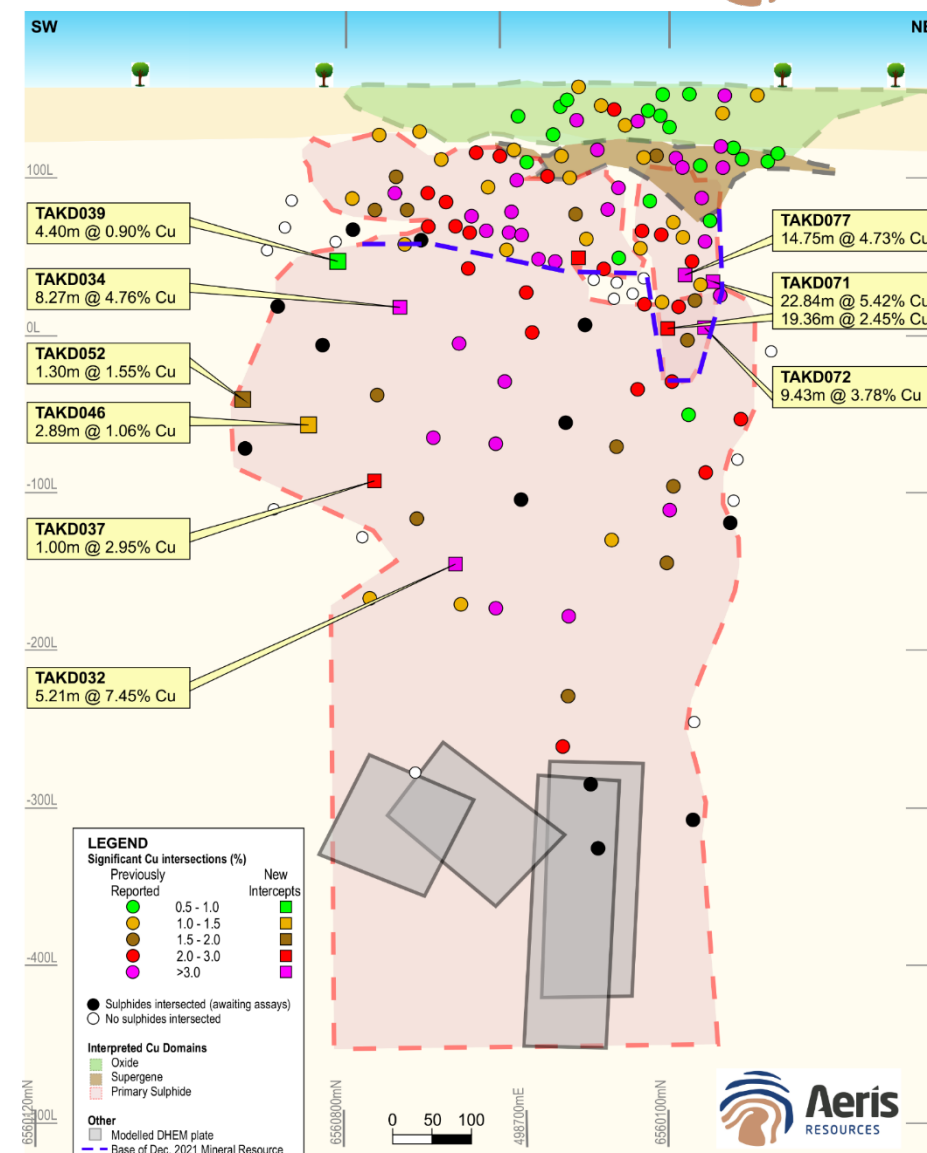 SW
NE
100L
0L
-100L
-200L
-300L
-400L
TAKD039
4.40m @ 0.90% Cu
TAKD034
8.27m @ 4.76% Cu
TAKD052
1.30m @ 1.55% Cu
TAKD046
2.89m @ 1.06% Cu
TAKD037
1.00m @ 2.95% Cu
TAKD032
5.21m @ 7.45% Cu
TAKD077
14.75m @ 4.73% Cu
TAKD071
22.84m @ 5.42% Cu
19.36m @ 2.45% Cu
TAKD072
9.43m @ 3.78% Cu
LEGEND
Significant Cu intersections (%)
Previously New
Reported Intercepts
0.5 - 1.0
1.0 - 1.5
1.5 - 2.0
2.0 - 3.0
>3.0
Sulphides intersected (awaiting assays)
No sulphides intersected
Interpreted Cu Domains
Oxide
Supergene
Primary Sulphide
Other
Modelled DHEM plate
Base of Dec. 2021 Mineral Resource
6560120mN
6560800mN
498700mE
6560100mN
0 50 100
Aeris
RESOURCES